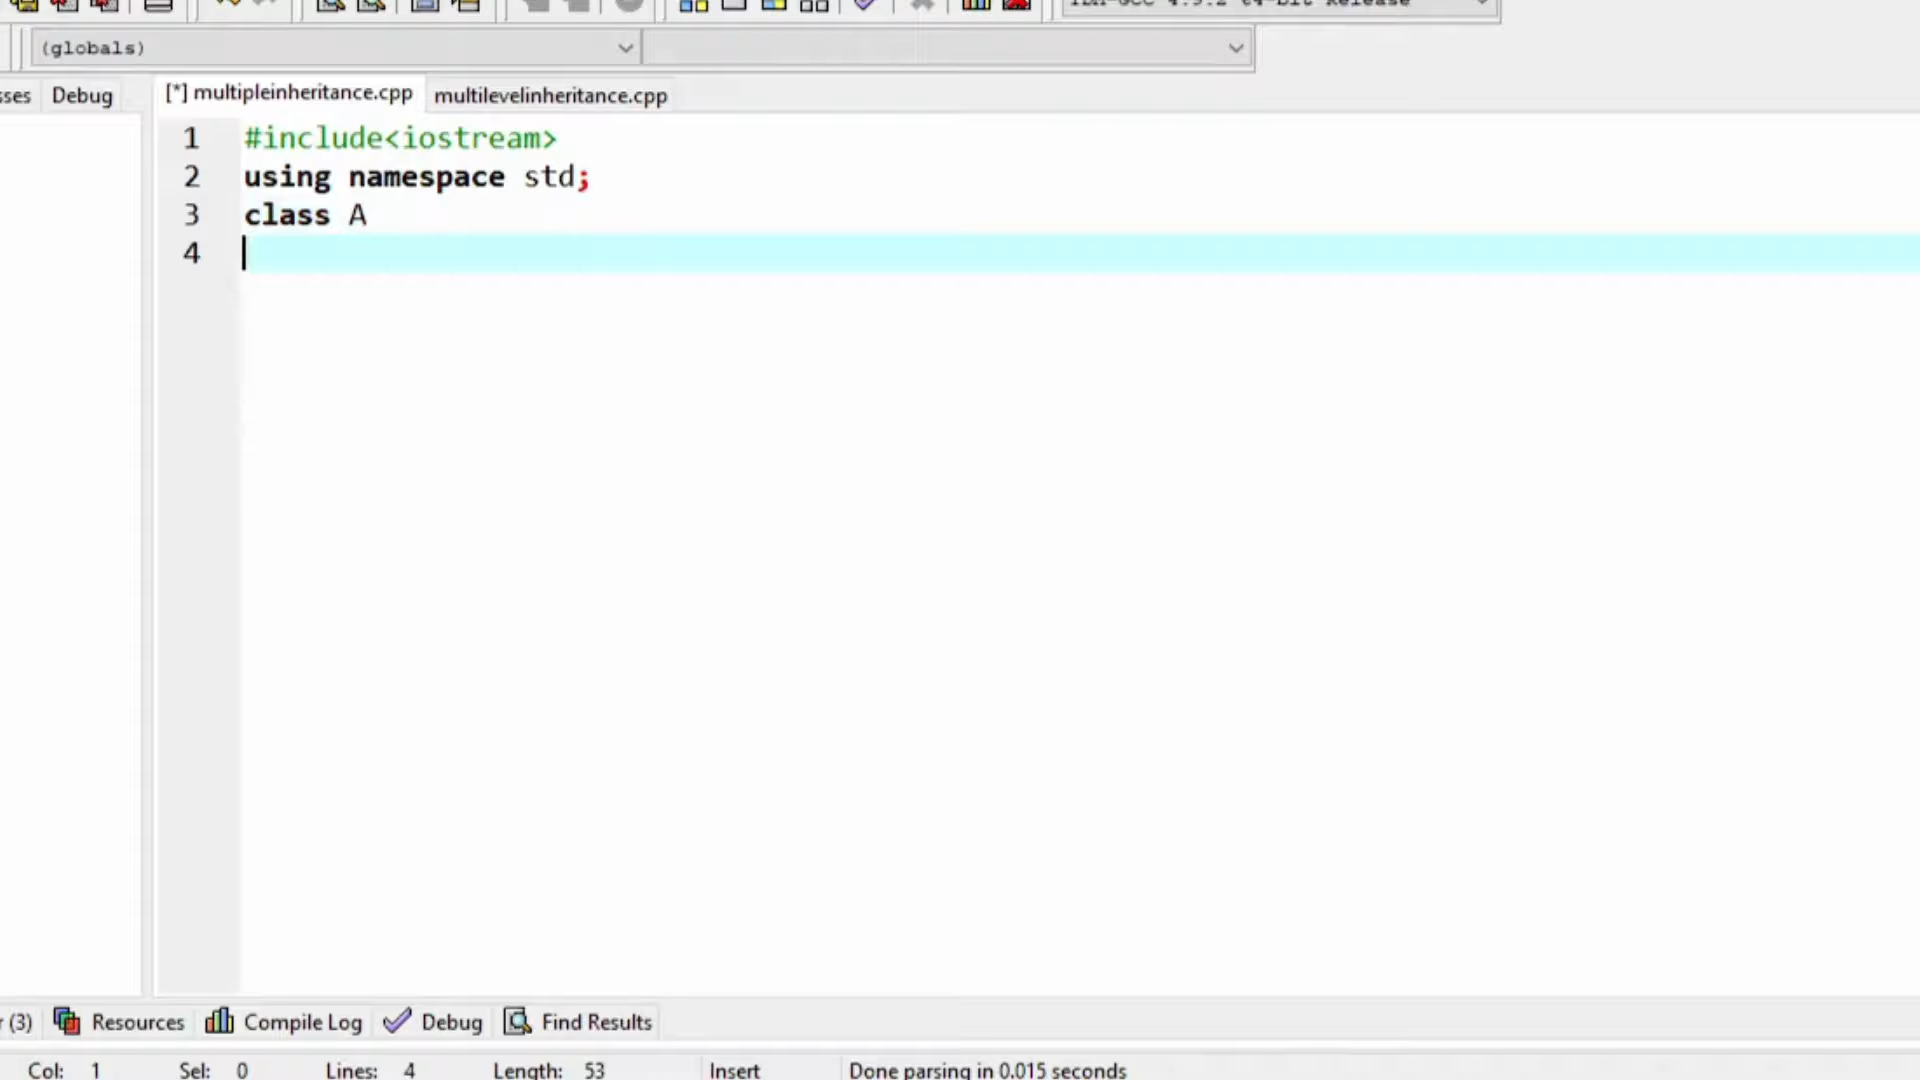 (globals)
Debug
[*] multipleinheritance.cpp
multilevelinheritance.cpp
1 #include<iostream>
2 using namespace std;
3 class A
4
(3)
Resources
Compile Log
Debug
Find Results
Col: 1 Sel: 0 Lines: 4 Length: 53 Insert Done parsing in 0.015 seconds